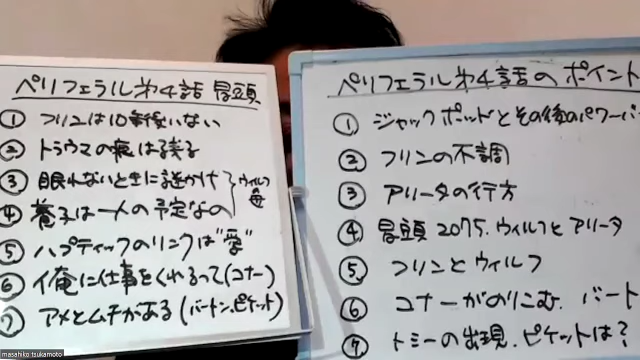 ペリフェラル第4話 冒頭
① フリンは10年後いない
② トラウマの痕は残る
③ 眠れないときに謎かけ
④ 養子は一人の予定なの
ウィルフの母
⑤ ハプティックのリンクは"愛"
⑥ イ俺に仕事をくれるって(コナー)
⑦ アメとムチがある(バートン、ピケット)
ペリフェラル第4話のポイント
① ジャックポットとその後のパワーバ
② フリンの不調
③ アリータの行方
④ 冒頭 2075. ウィルフとアリータ
⑤ フリンとウィルフ
⑥ コナーがのりこむ. バート
⑦ トミーの出現. ピケットは?
masahiko tsukamoto